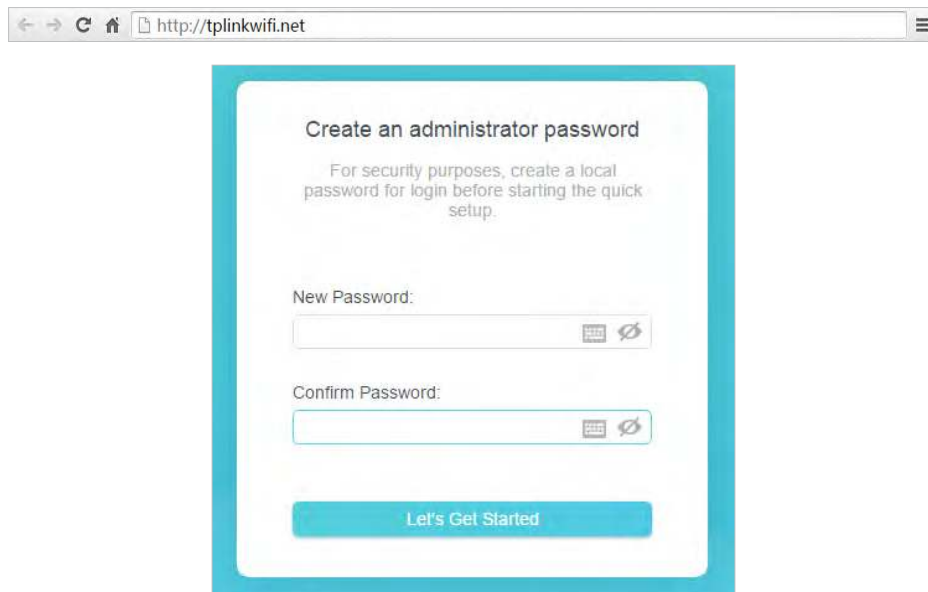 http://tplinkwifi.net
Create an administrator password
For security purposes, create a local
password for login before starting the quick
setup.
New Password:
Confirm Password:
Let's Get Started